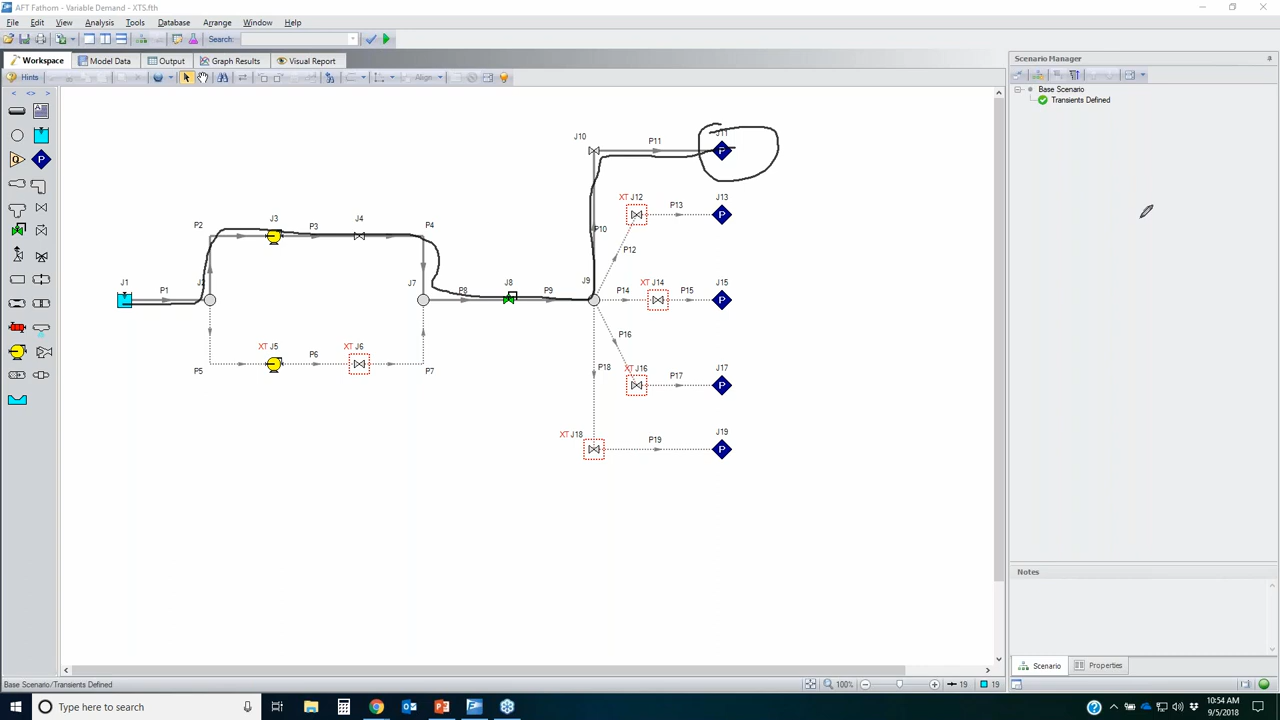 AFT Fathom - Variable Demand - XTS.fth
File Edit View Analysis Tools Database Arrange Window Help
Search:
Workspace Model Data Output Graph Results Visual Report
Hints Align
Scenario Manager
Base Scenario
Transients Defined
J10 P11 J11
XT J12 P13 J13
P2 J3 P3 J4 P4
P10
P12
J1 P1 J2 J7 P8 J8 P9 J9 P14 XT J14 P15 J15
P16
XT J5 XT J6
P5 P6 P7
P18 XT J16 P17 J17
XT J18 P19 J19
Notes
Scenario Properties
Base Scenario/Transients Defined
100% 19 19
Type here to search
10:54 AM
9/5/2018